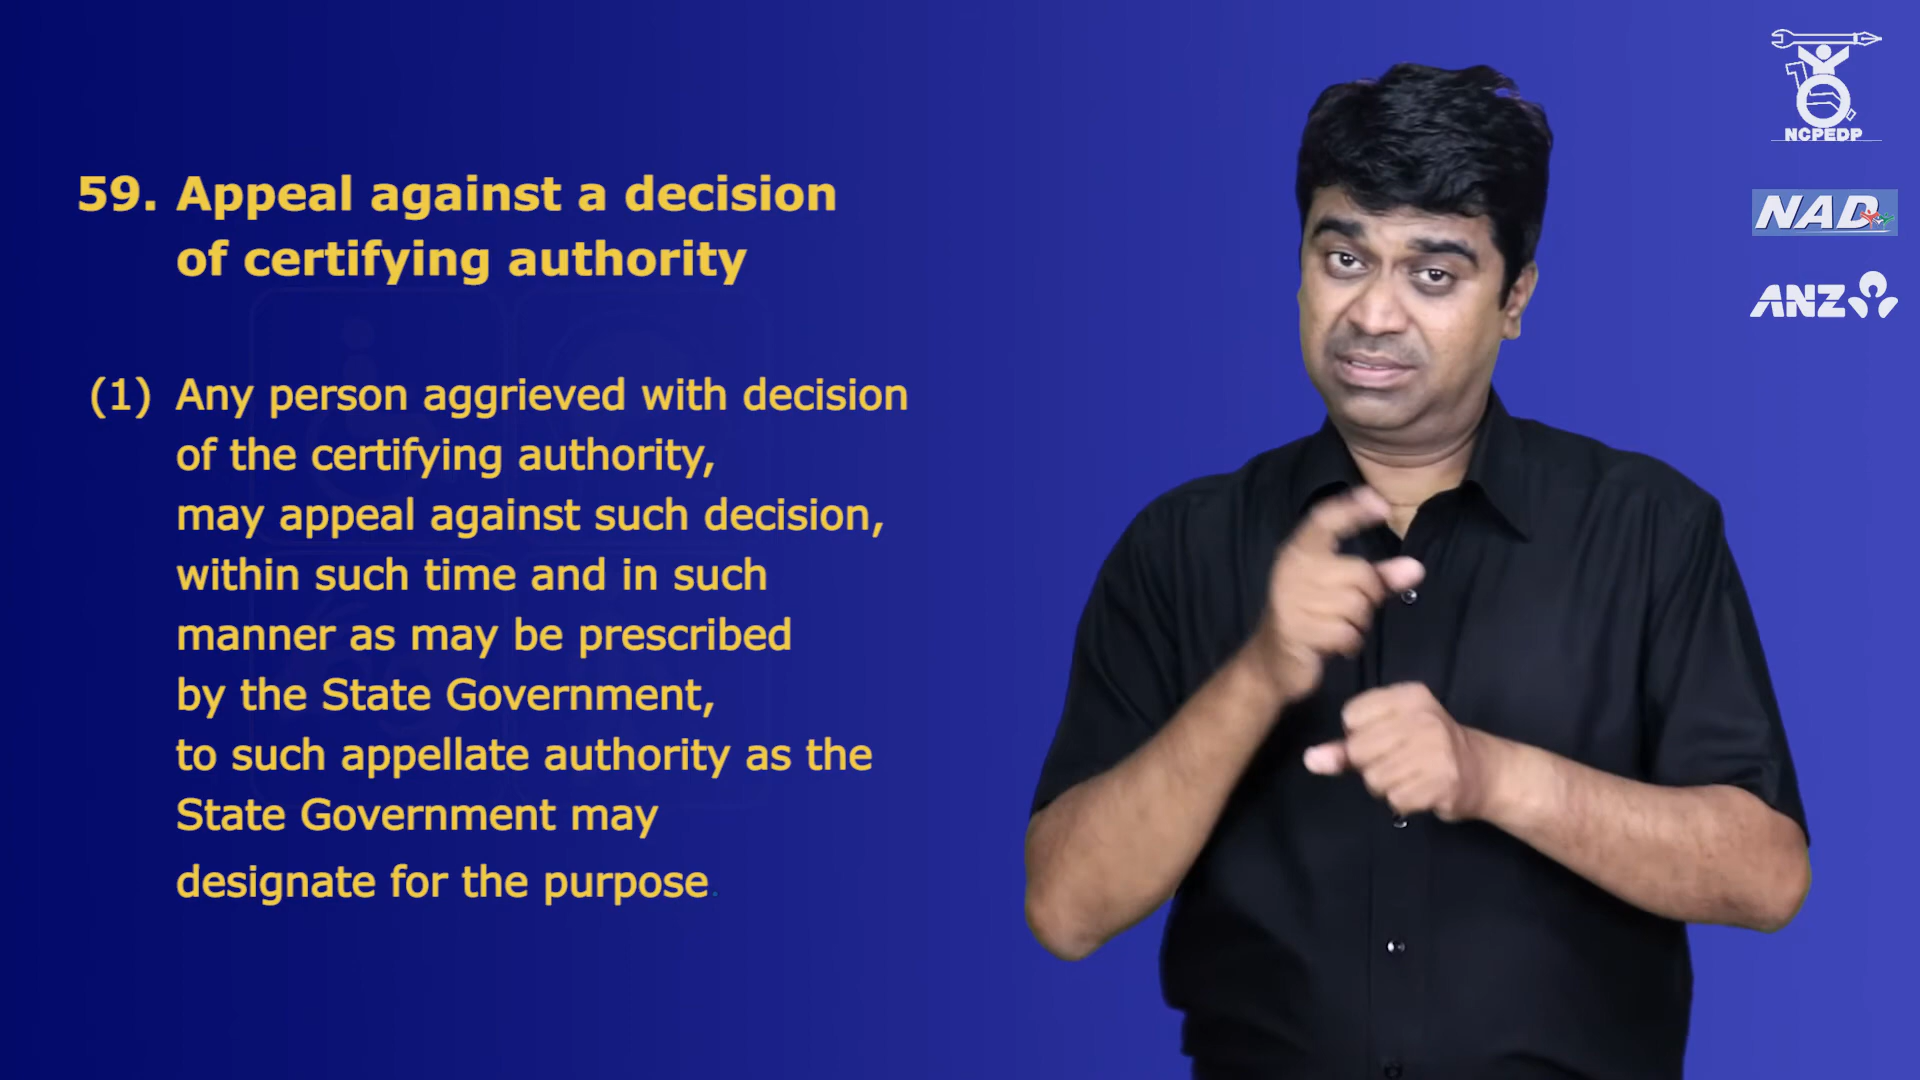 59. Appeal against a decision
of certifying authority
(1) Any person aggrieved with decision
of the certifying authority,
may appeal against such decision,
within such time and in such
manner as may be prescribed
by the State Government,
to such appellate authority as the
State Government may
designate for the purpose.
NCPEDP
NAD
ANZ